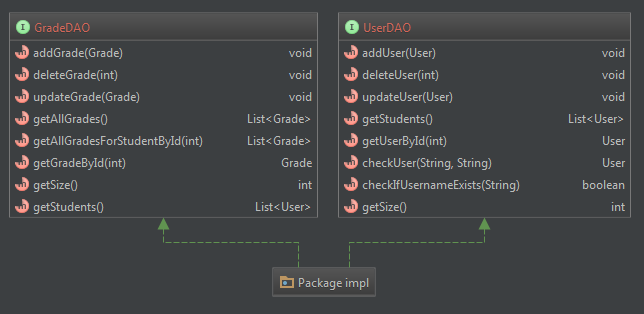 GradeDAO
addGrade(Grade) void
deleteGrade(int) void
updateGrade(Grade) void
getAllGrades() List<Grade>
getAllGradesForStudentById(int) List<Grade>
getGradeById(int) Grade
getSize() int
getStudents() List<User>
UserDAO
addUser(User) void
deleteUser(int) void
updateUser(User) void
getStudents() List<User>
getUserById(int) User
checkUser(String, String) User
checkIfUsernameExists(String) boolean
getSize() int
Package impl